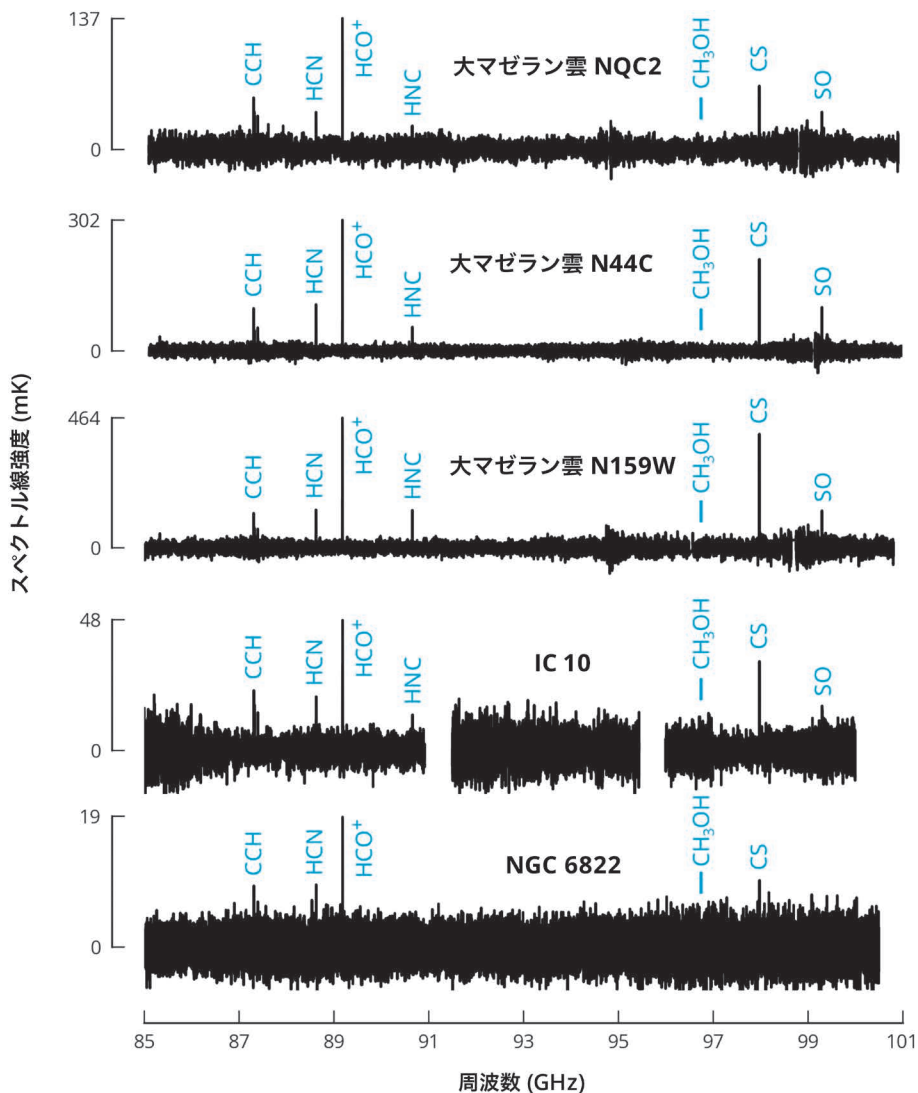 137
0
CCH
HCN
HCO⁺
HNC
大マゼラン雲 NQC2
CH₃OH
CS
SO
302
0
CCH
HCN
HCO⁺
HNC
大マゼラン雲 N44C
CH₃OH
CS
SO
464
0
CCH
HCN
HCO⁺
HNC
大マゼラン雲 N159W
CH₃OH
CS
SO
48
0
CCH
HCN
HCO⁺
HNC
IC 10
CH₃OH
CS
SO
19
0
CCH
HCN
HCO⁺
NGC 6822
CH₃OH
CS
スペクトル線強度 (mK)
85 87 89 91 93 95 97 99 101
周波数 (GHz)